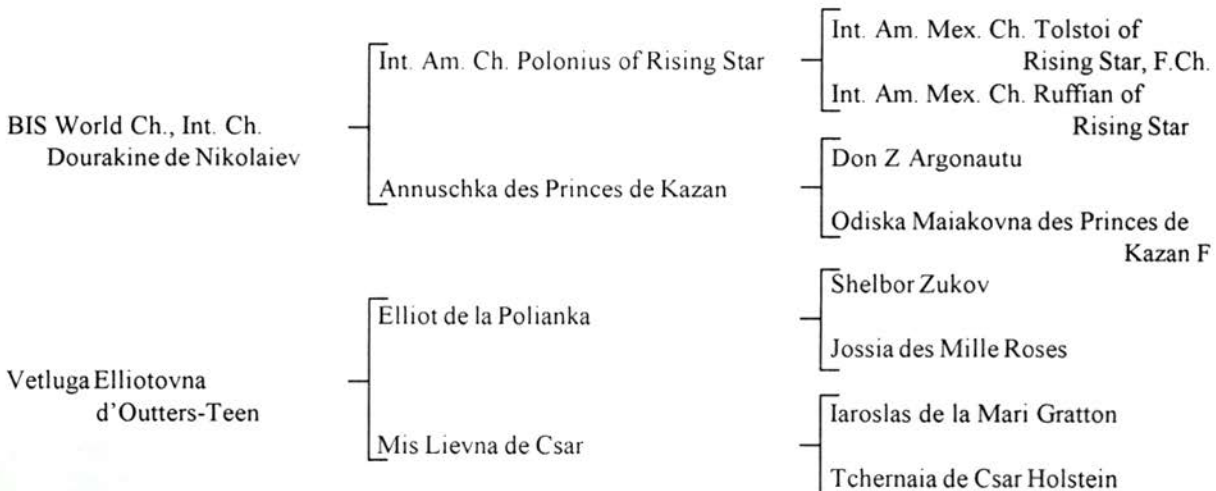 Int. Am. Mex. Ch. Tolstoi of
Rising Star, F.Ch.
Int. Am. Ch. Polonius of Rising Star
Int. Am. Mex. Ch. Ruffian of
Rising Star
BIS World Ch., Int. Ch.
Dourakine de Nikolaiev
Don Z Argonautu
Annuschka des Princes de Kazan
Odiska Maiakovna des Princes de
Kazan F
Shelbor Zukov
Elliot de la Polianka
Jossia des Mille Roses
Vetluga Elliotovna
d'Outters-Teen
Iaroslas de la Mari Gratton
Mis Lievna de Csar
Tchernaia de Csar Holstein